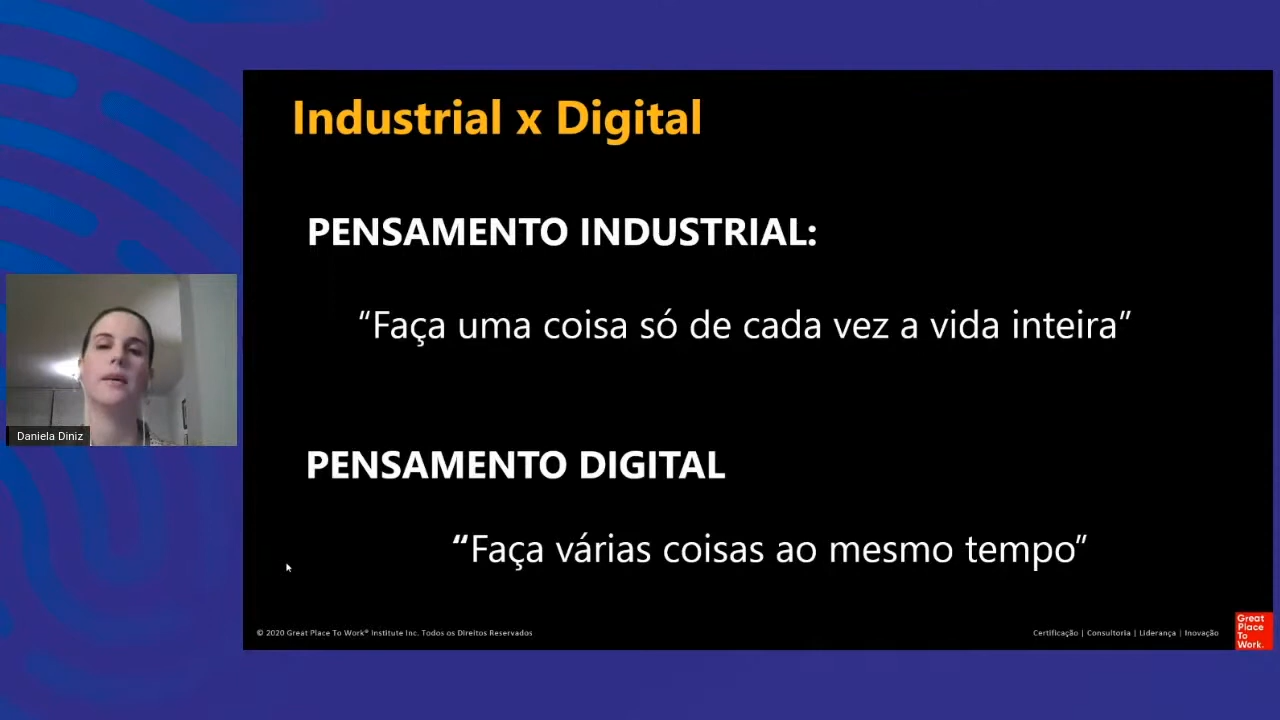 Industrial x Digital
PENSAMENTO INDUSTRIAL:
“Faça uma coisa só de cada vez a vida inteira”
Daniela Diniz
PENSAMENTO DIGITAL
“Faça várias coisas ao mesmo tempo”
© 2020 Great Place To Work® Institute Inc. Todos os Direitos Reservados
Certificação | Consultoria | Liderança | Inovação
Great
Place
To
Work.